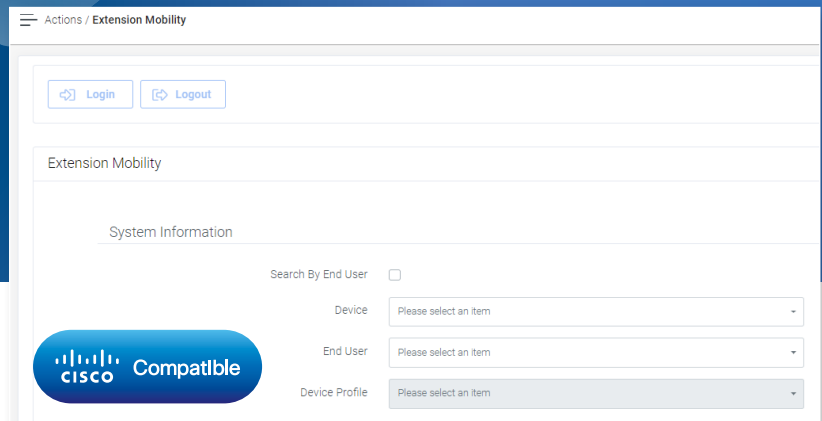 Actions / Extension Mobility
Login Logout
Extension Mobility
System Information
Search By End User
Device Please select an item
End User Please select an item
Device Profile Please select an item
CISCO Compatible